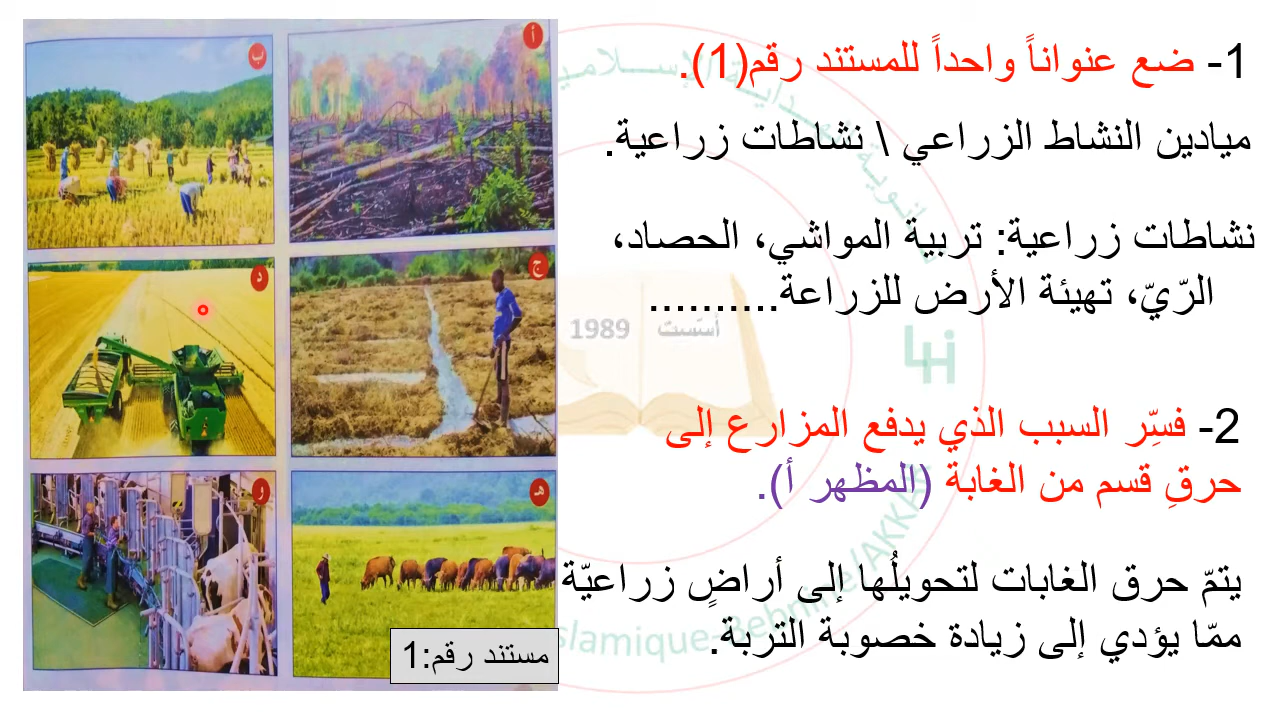 1- ضع عنواناً واحداً للمستند رقم(1).
ميادين النشاط الزراعي \ نشاطات زراعية.
نشاطات زراعية: تربية المواشي، الحصاد،
الرّيّ، تهيئة الأرض للزراعة..........
2- فسِّر السبب الذي يدفع المزارع إلى
حرقِ قسم من الغابة (المظهر أ).
يتمّ حرق الغابات لتحويلُها إلى أراضٍ زراعيّة
ممّا يؤدي إلى زيادة خصوبة التربة.
أ
ب
ج
د
هـ
و
مستند رقم:1
أسّست 1989